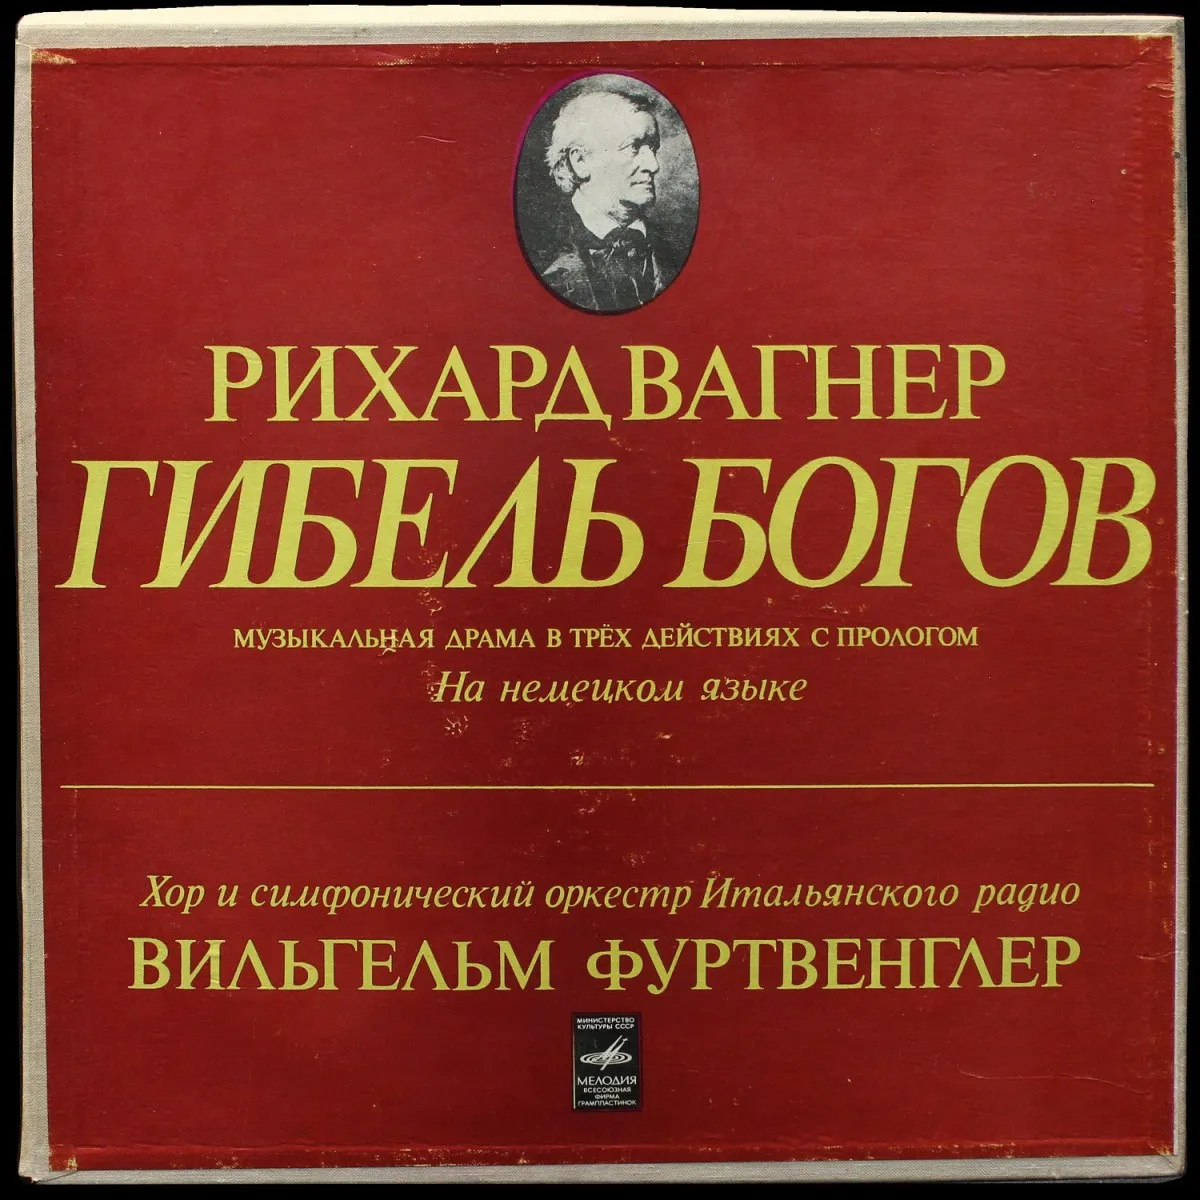 РИХАРД ВАГНЕР
ГИБЕЛЬ БОГОВ
МУЗЫКАЛЬНАЯ ДРАМА В ТРЁХ ДЕЙСТВИЯХ С ПРОЛОГОМ
На немецком языке
Хор и симфонический оркестр Итальянского радио
ВИЛЬГЕЛЬМ ФУРТВЕНГЛЕР
МИНИСТЕРСТВО
КУЛЬТУРЫ СССР
МЕЛОДИЯ
ВСЕСОЮЗНАЯ
ФИРМА
ГРАМПЛАСТИНОК